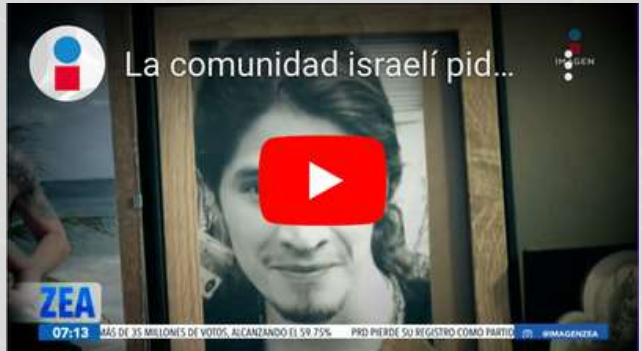 La comunidad israelí pid...
IMAGEN
ZEA
07:13 MÁS DE 35 MILLONES DE VOTOS, ALCANZANDO EL 59.75% PRD PIERDE SU REGISTRO COMO PARTID @IMAGENZEA